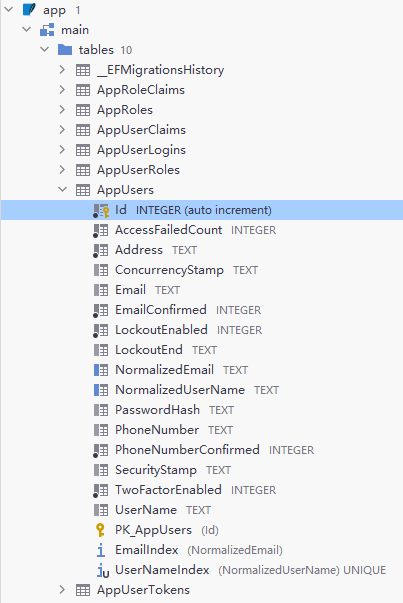 app 1
main
tables 10
__EFMigrationsHistory
AppRoleClaims
AppRoles
AppUserClaims
AppUserLogins
AppUserRoles
AppUsers
Id INTEGER (auto increment)
AccessFailedCount INTEGER
Address TEXT
ConcurrencyStamp TEXT
Email TEXT
EmailConfirmed INTEGER
LockoutEnabled INTEGER
LockoutEnd TEXT
NormalizedEmail TEXT
NormalizedUserName TEXT
PasswordHash TEXT
PhoneNumber TEXT
PhoneNumberConfirmed INTEGER
SecurityStamp TEXT
TwoFactorEnabled INTEGER
UserName TEXT
PK_AppUsers (Id)
EmailIndex (NormalizedEmail)
UserNameIndex (NormalizedUserName) UNIQUE
AppUserTokens